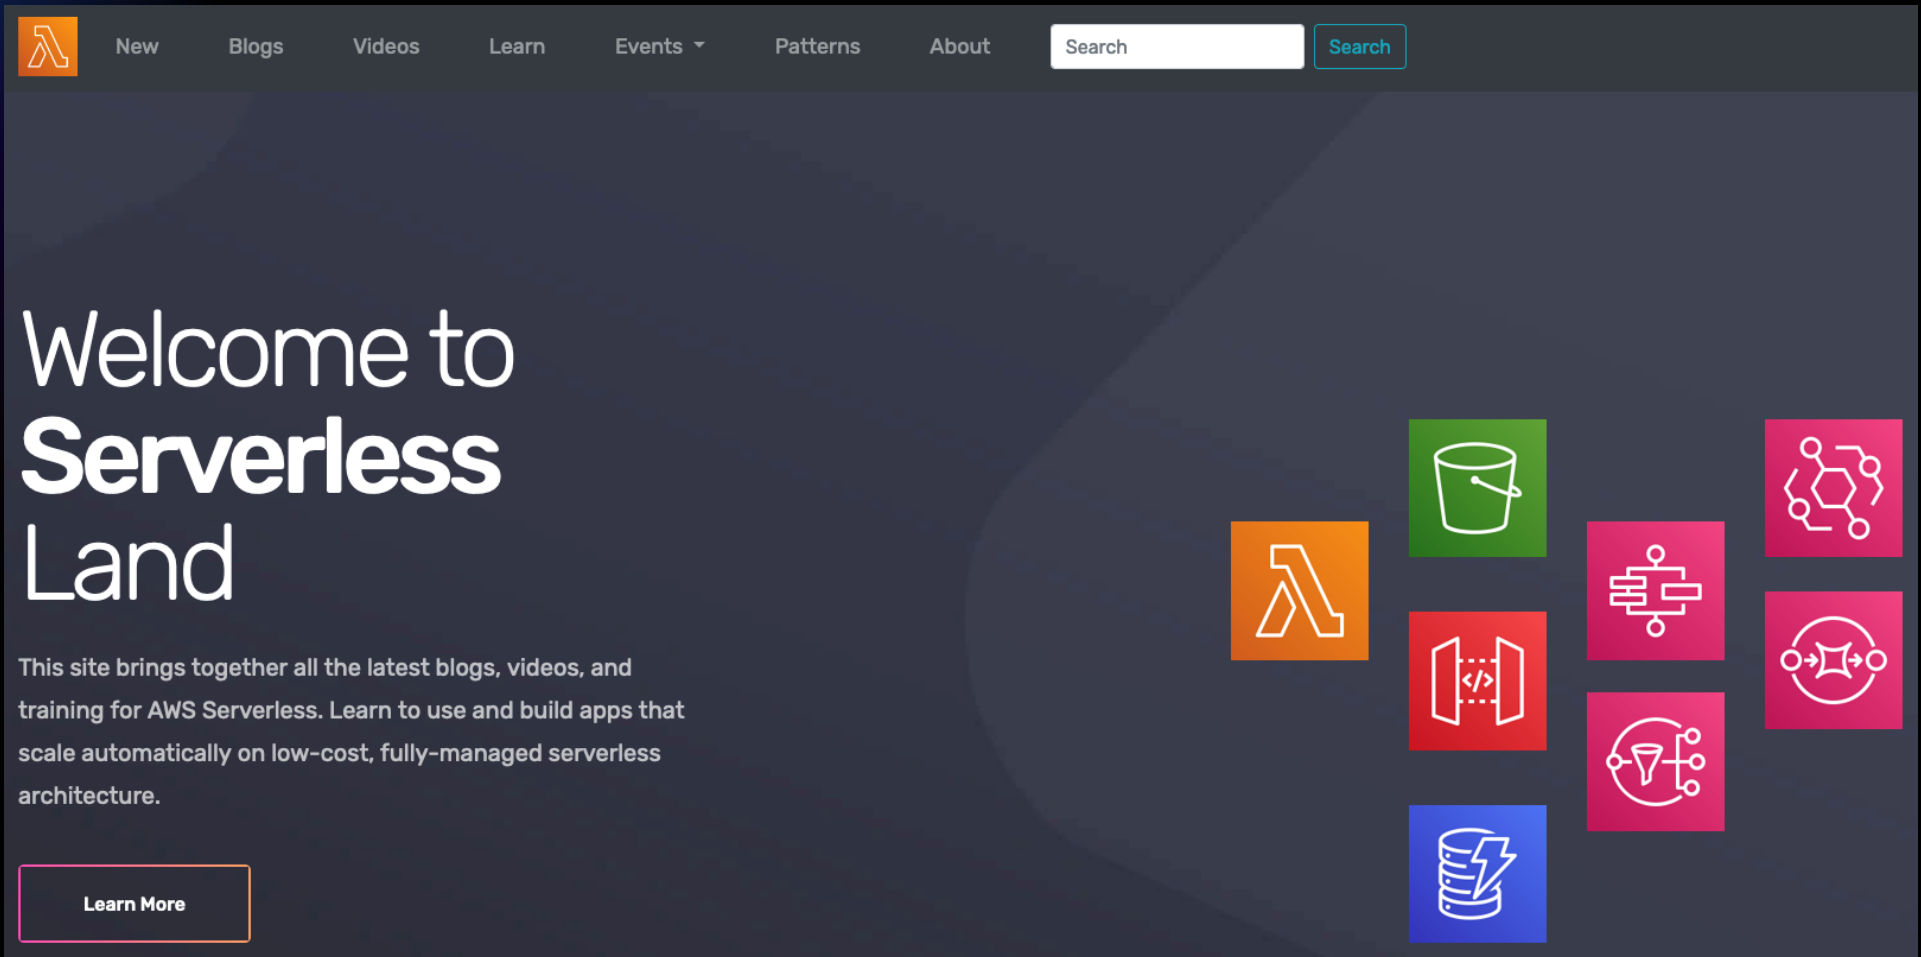 New Blogs Videos Learn Events Patterns About Search Search
Welcome to
Serverless
Land
This site brings together all the latest blogs, videos, and
training for AWS Serverless. Learn to use and build apps that
scale automatically on low-cost, fully-managed serverless
architecture.
Learn More